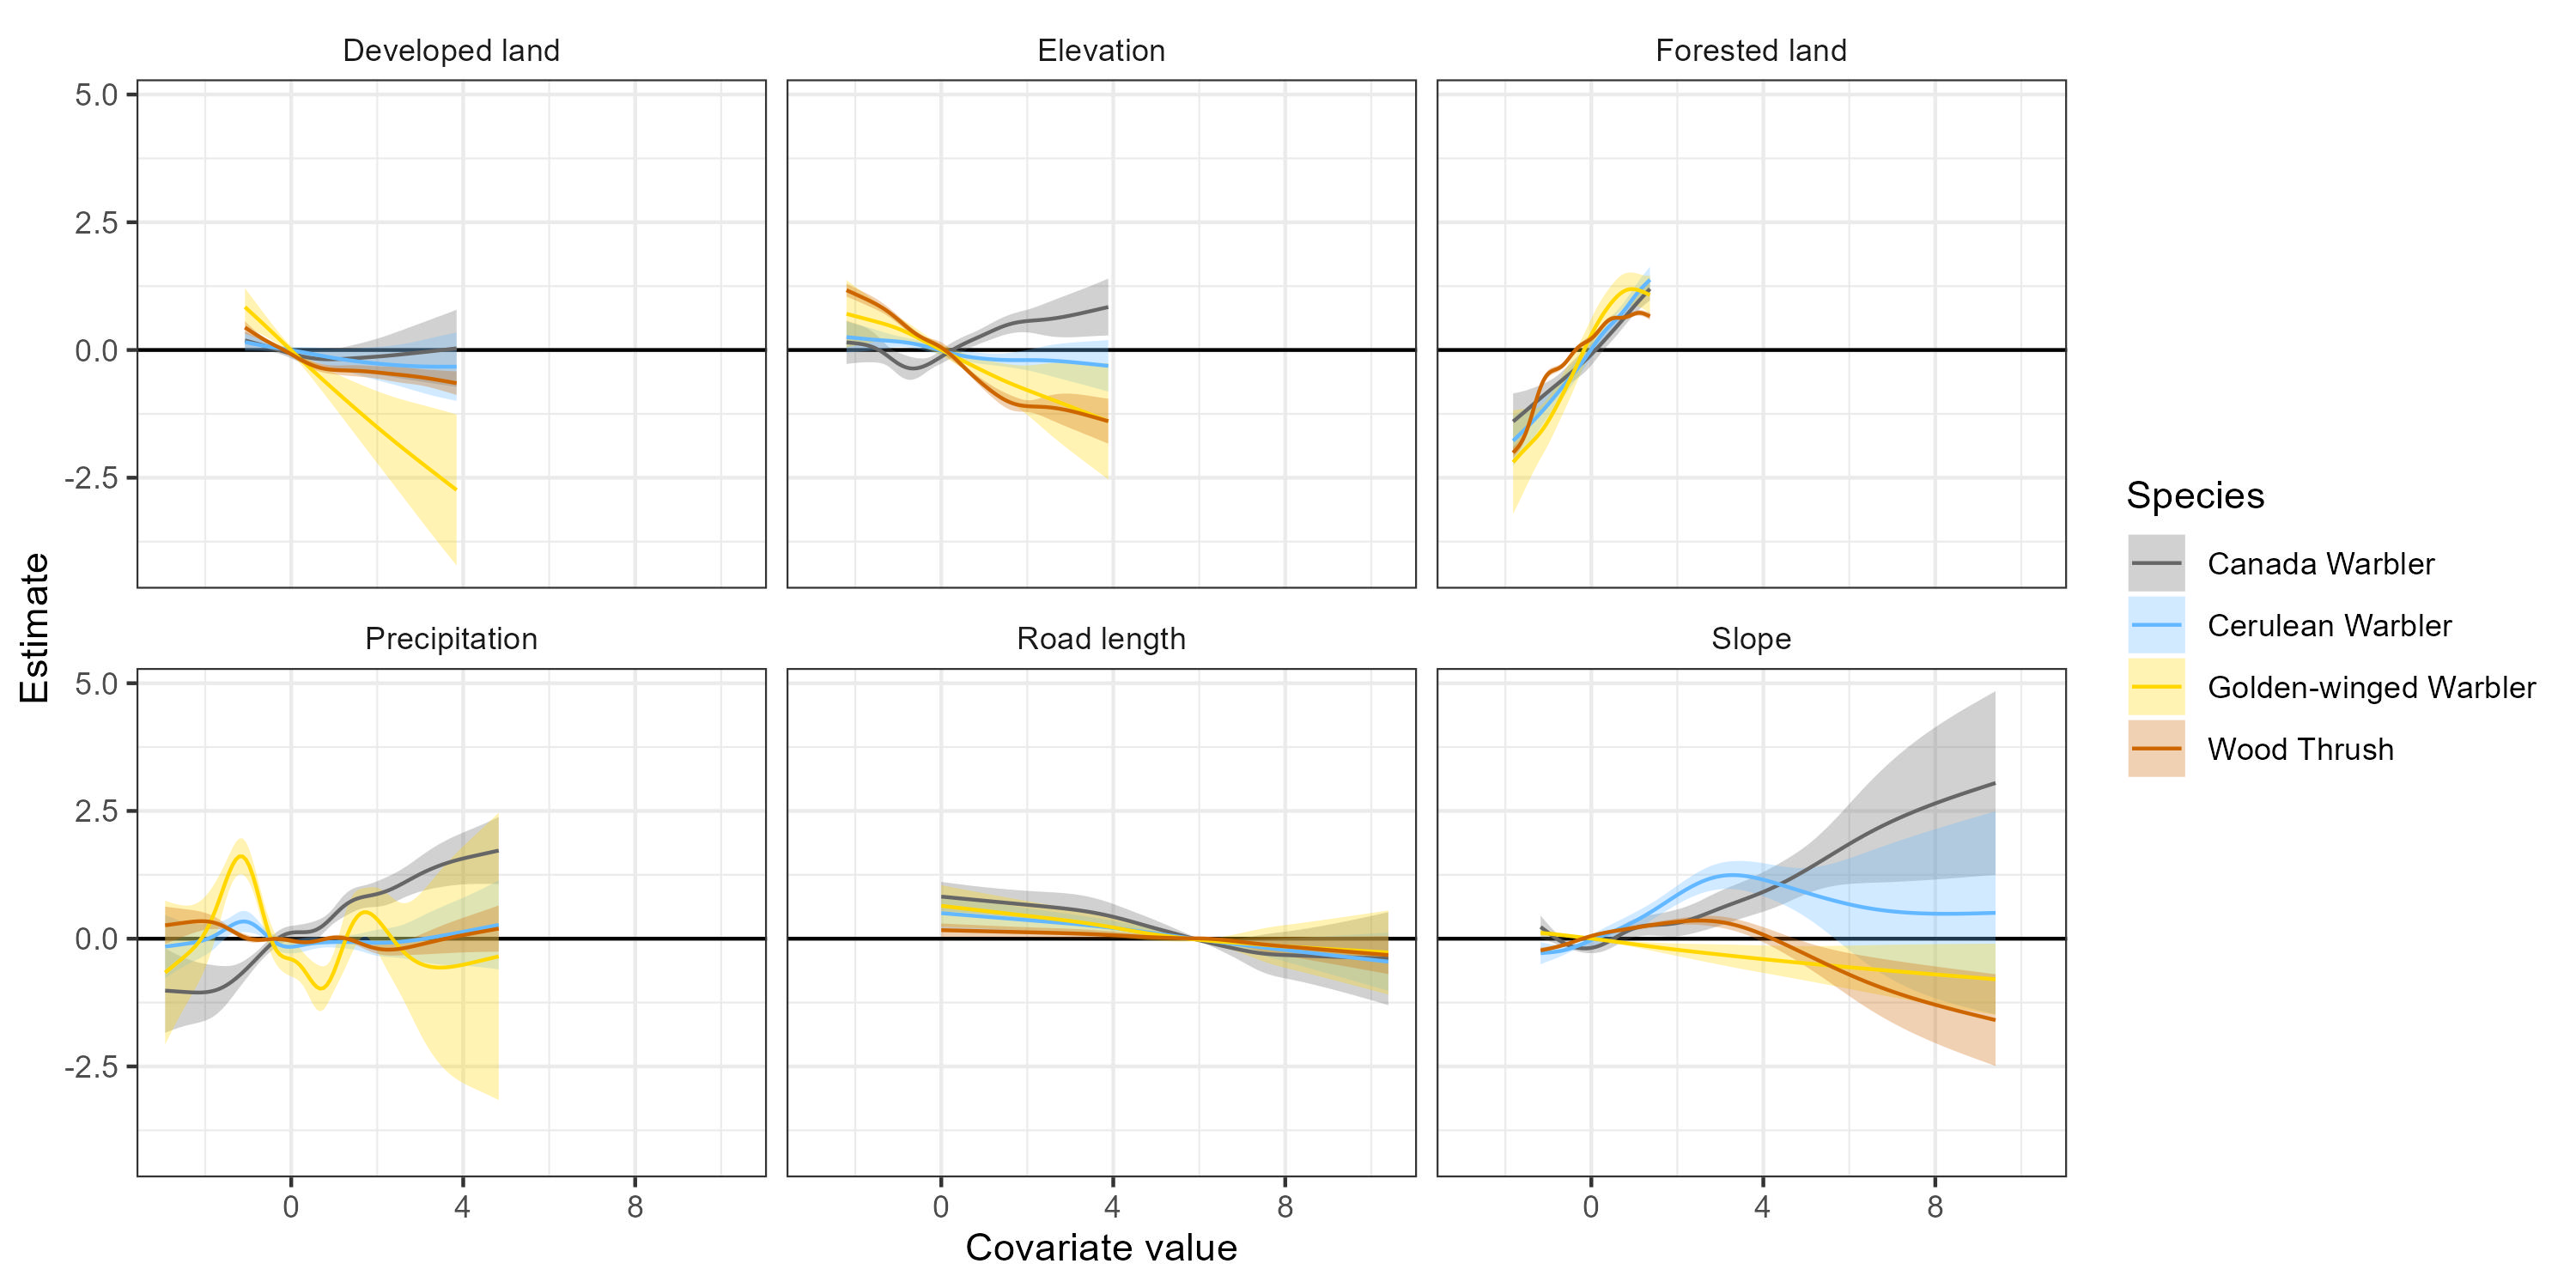 Developed land
Elevation
Forested land
5.0
2.5
0.0
-2.5
Precipitation
Road length
Slope
5.0
2.5
0.0
-2.5
0 4 8
0 4 8
0 4 8
Covariate value
Estimate
Species
Canada Warbler
Cerulean Warbler
Golden-winged Warbler
Wood Thrush